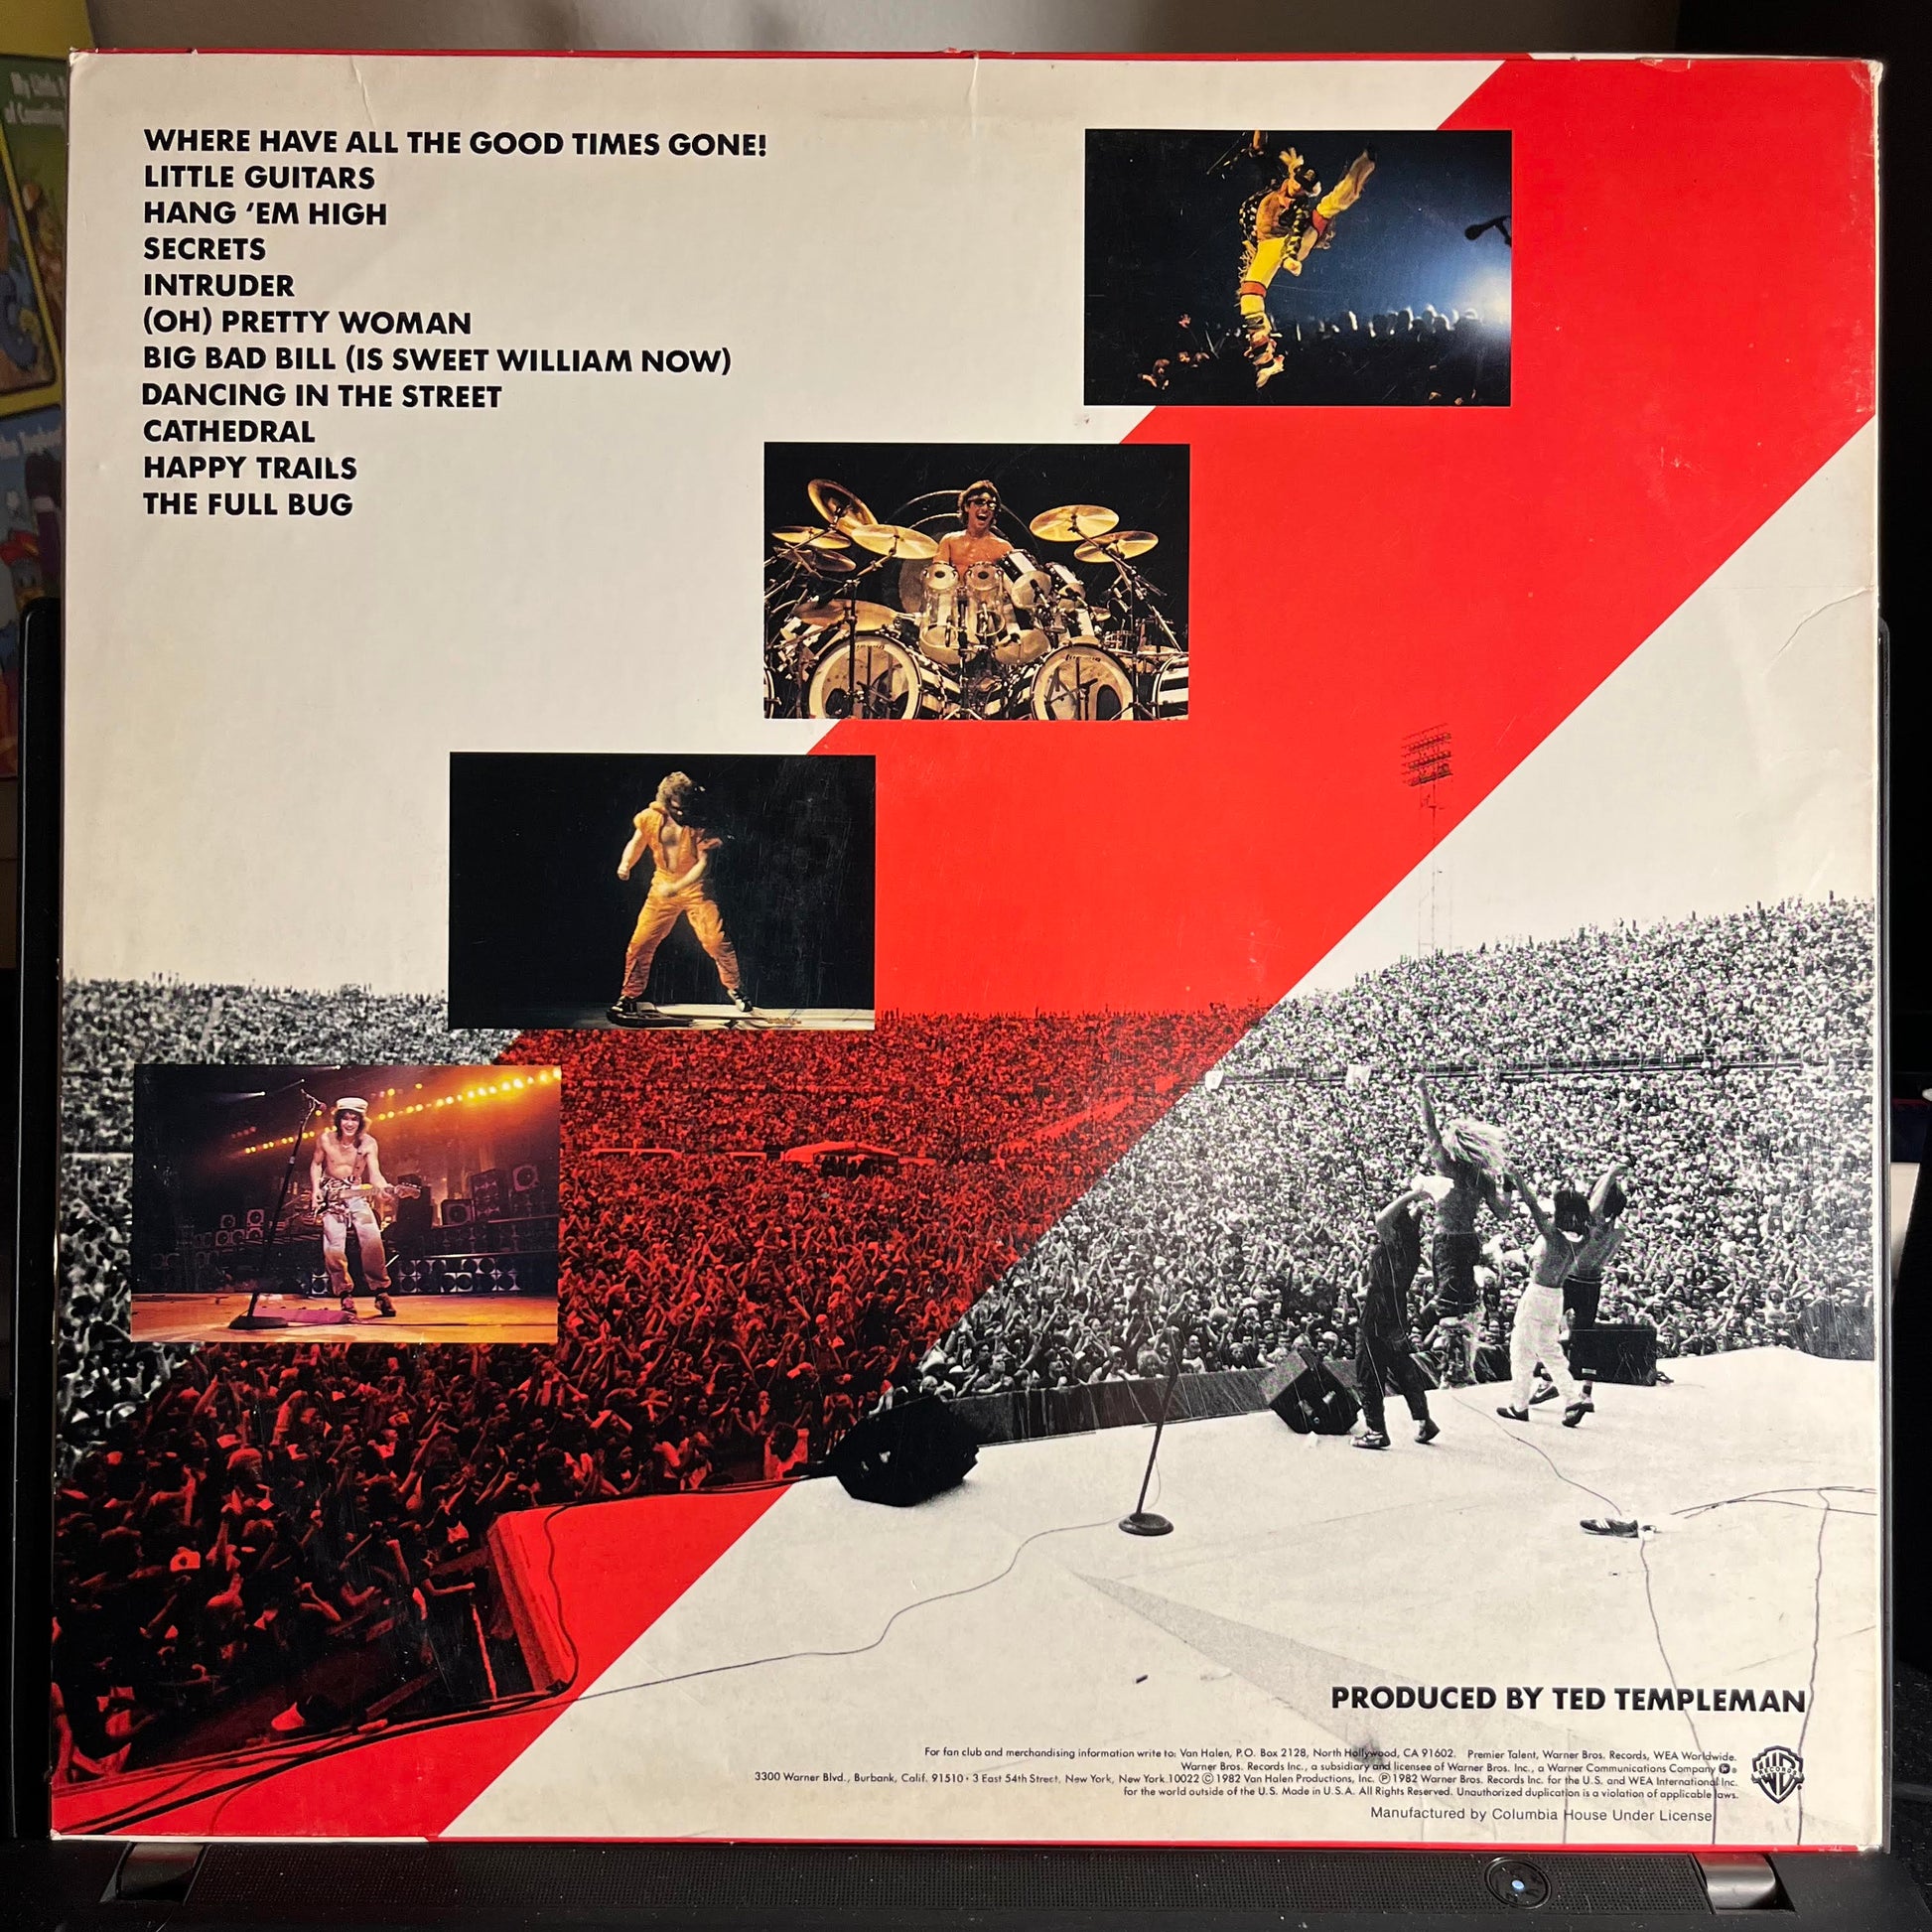 WHERE HAVE ALL THE GOOD TIMES GONE!
LITTLE GUITARS
HANG 'EM HIGH
SECRETS
INTRUDER
(OH) PRETTY WOMAN
BIG BAD BILL (IS SWEET WILLIAM NOW)
DANCING IN THE STREET
CATHEDRAL
HAPPY TRAILS
THE FULL BUG
PRODUCED BY TED TEMPLEMAN
For fan club and merchandising information write to: Van Halen, P.O. Box 2128, North Hollywood, CA 91602. Premier Talent, Warner Bros. Records, WEA Worldwide.
Warner Bros. Records Inc., a subsidiary and licensee of Warner Bros. Inc., a Warner Communications Company
3300 Warner Blvd., Burbank, Calif. 91510 • 3 East 54th Street, New York, New York 10022 Ⓒ 1982 Van Halen Productions, Inc. Ⓟ 1982 Warner Bros. Records Inc. for the U.S. and WEA International Inc.
for the world outside of the U.S. Made in U.S.A. All Rights Reserved. Unauthorized duplication is a violation of applicable laws.
Manufactured by Columbia House Under License
WB
RECORDS
My Little
of Counting